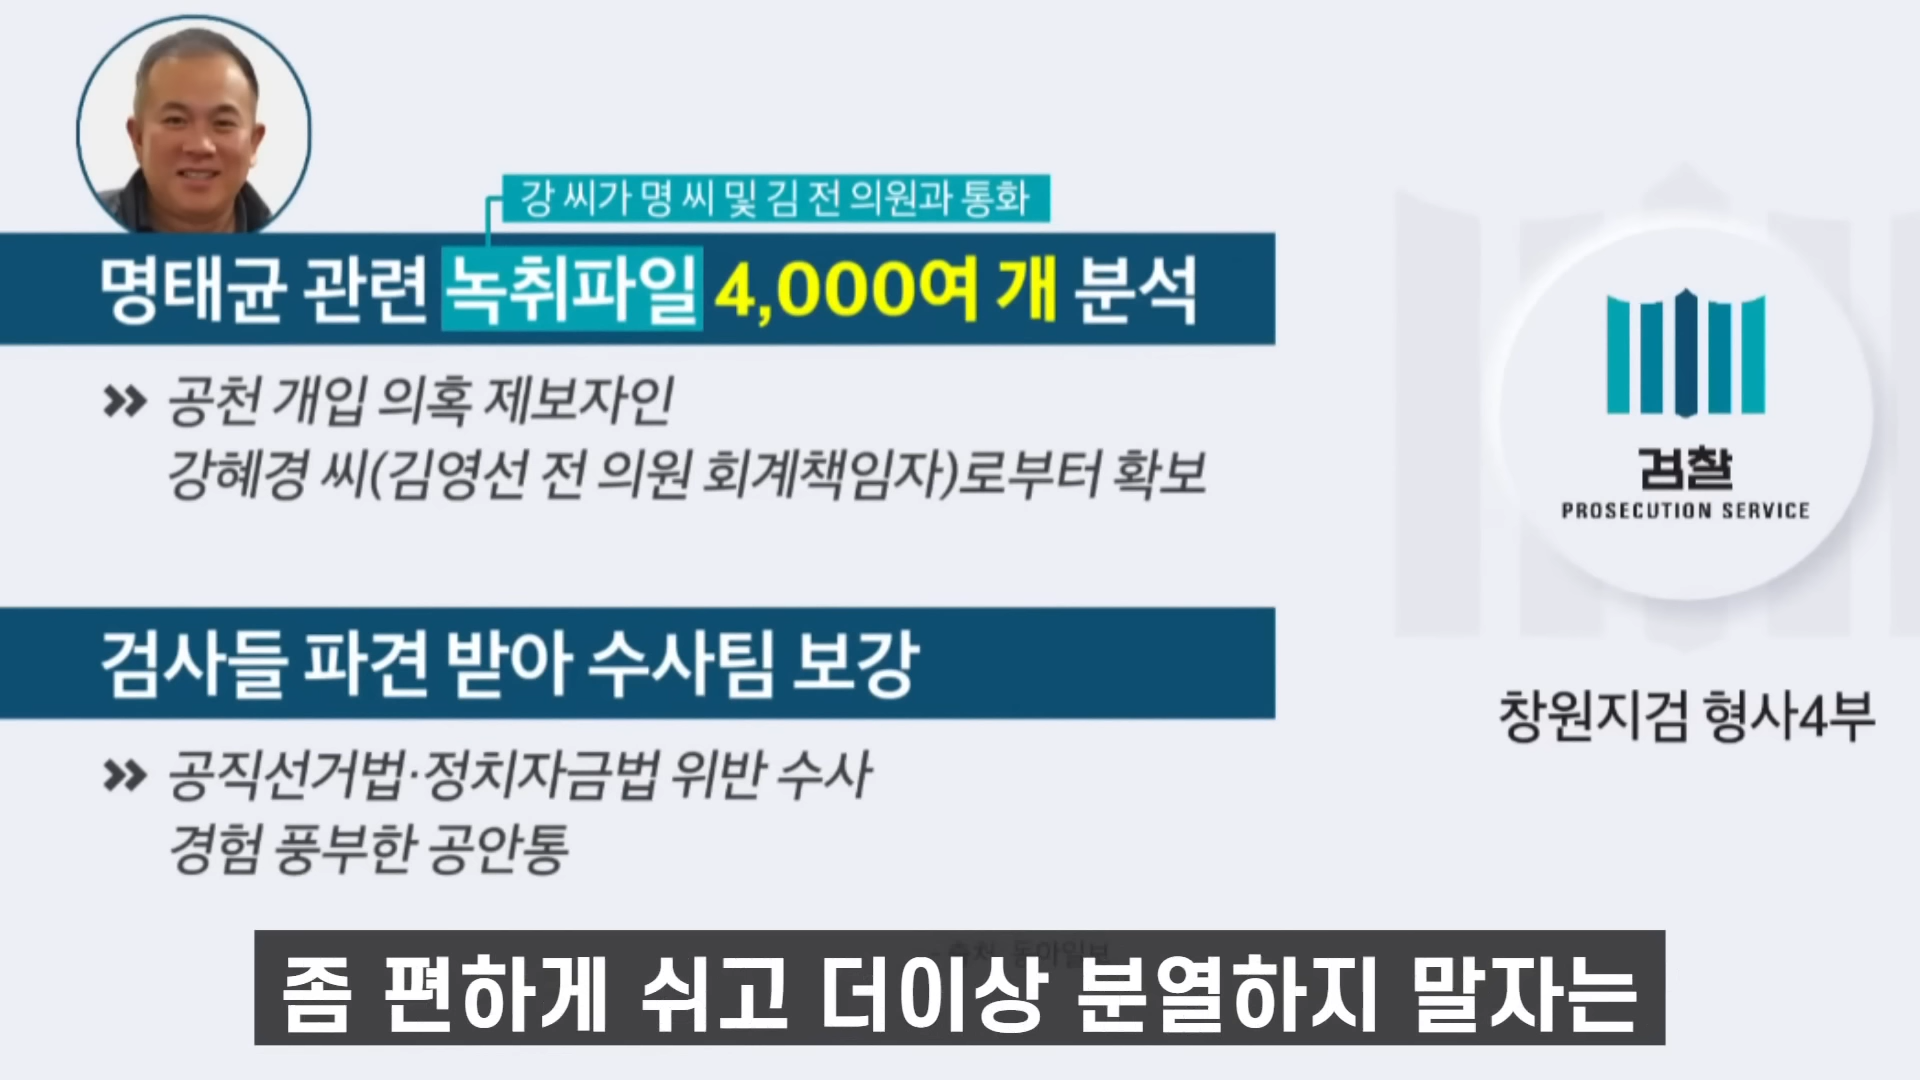 강 씨가 명 씨 및 김 전 의원과 통화
명태균 관련 녹취파일 4,000여 개 분석
공천 개입 의혹 제보자인
강혜경 씨(김영선 전 의원 회계책임자)로부터 확보
검찰
PROSECUTION SERVICE
창원지검 형사4부
검사들 파견 받아 수사팀 보강
공직선거법·정치자금법 위반 수사
경험 풍부한 공안통
출처 동아일보
좀 편하게 쉬고 더이상 분열하지 말자는